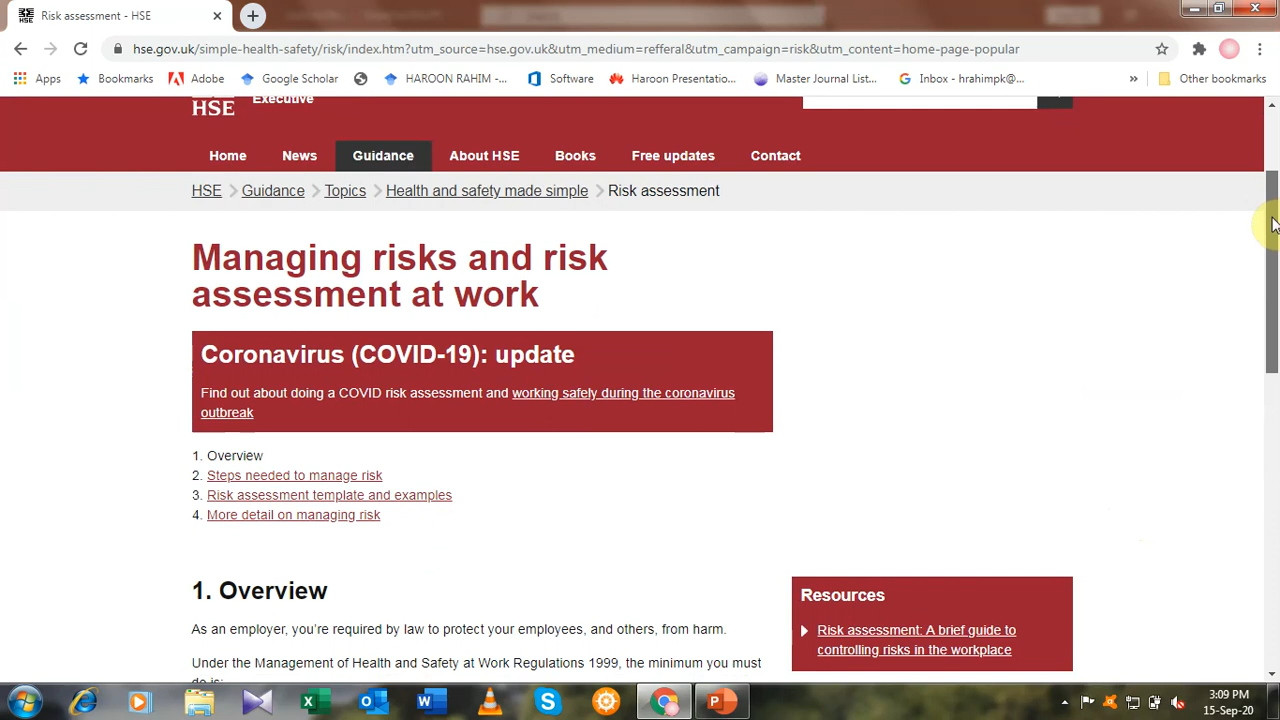 Risk assessment - HSE
hse.gov.uk/simple-health-safety/risk/index.htm?utm_source=hse.gov.uk&utm_medium=refferal&utm_campaign=risk&utm_content=home-page-popular
Apps Bookmarks Adobe Google Scholar HAROON RAHIM -... Software Haroon Presentatio... Master Journal List... Inbox - hrahimpk@... » Other bookmarks
HSE Executive
Home News Guidance About HSE Books Free updates Contact
HSE Guidance Topics Health and safety made simple Risk assessment
Managing risks and risk
assessment at work
Coronavirus (COVID-19): update
Find out about doing a COVID risk assessment and working safely during the coronavirus
outbreak
1. Overview
2. Steps needed to manage risk
3. Risk assessment template and examples
4. More detail on managing risk
1. Overview
As an employer, you're required by law to protect your employees, and others, from harm.
Under the Management of Health and Safety at Work Regulations 1999, the minimum you must
do is:
Resources
Risk assessment: A brief guide to
controlling risks in the workplace
3:09 PM
15-Sep-20